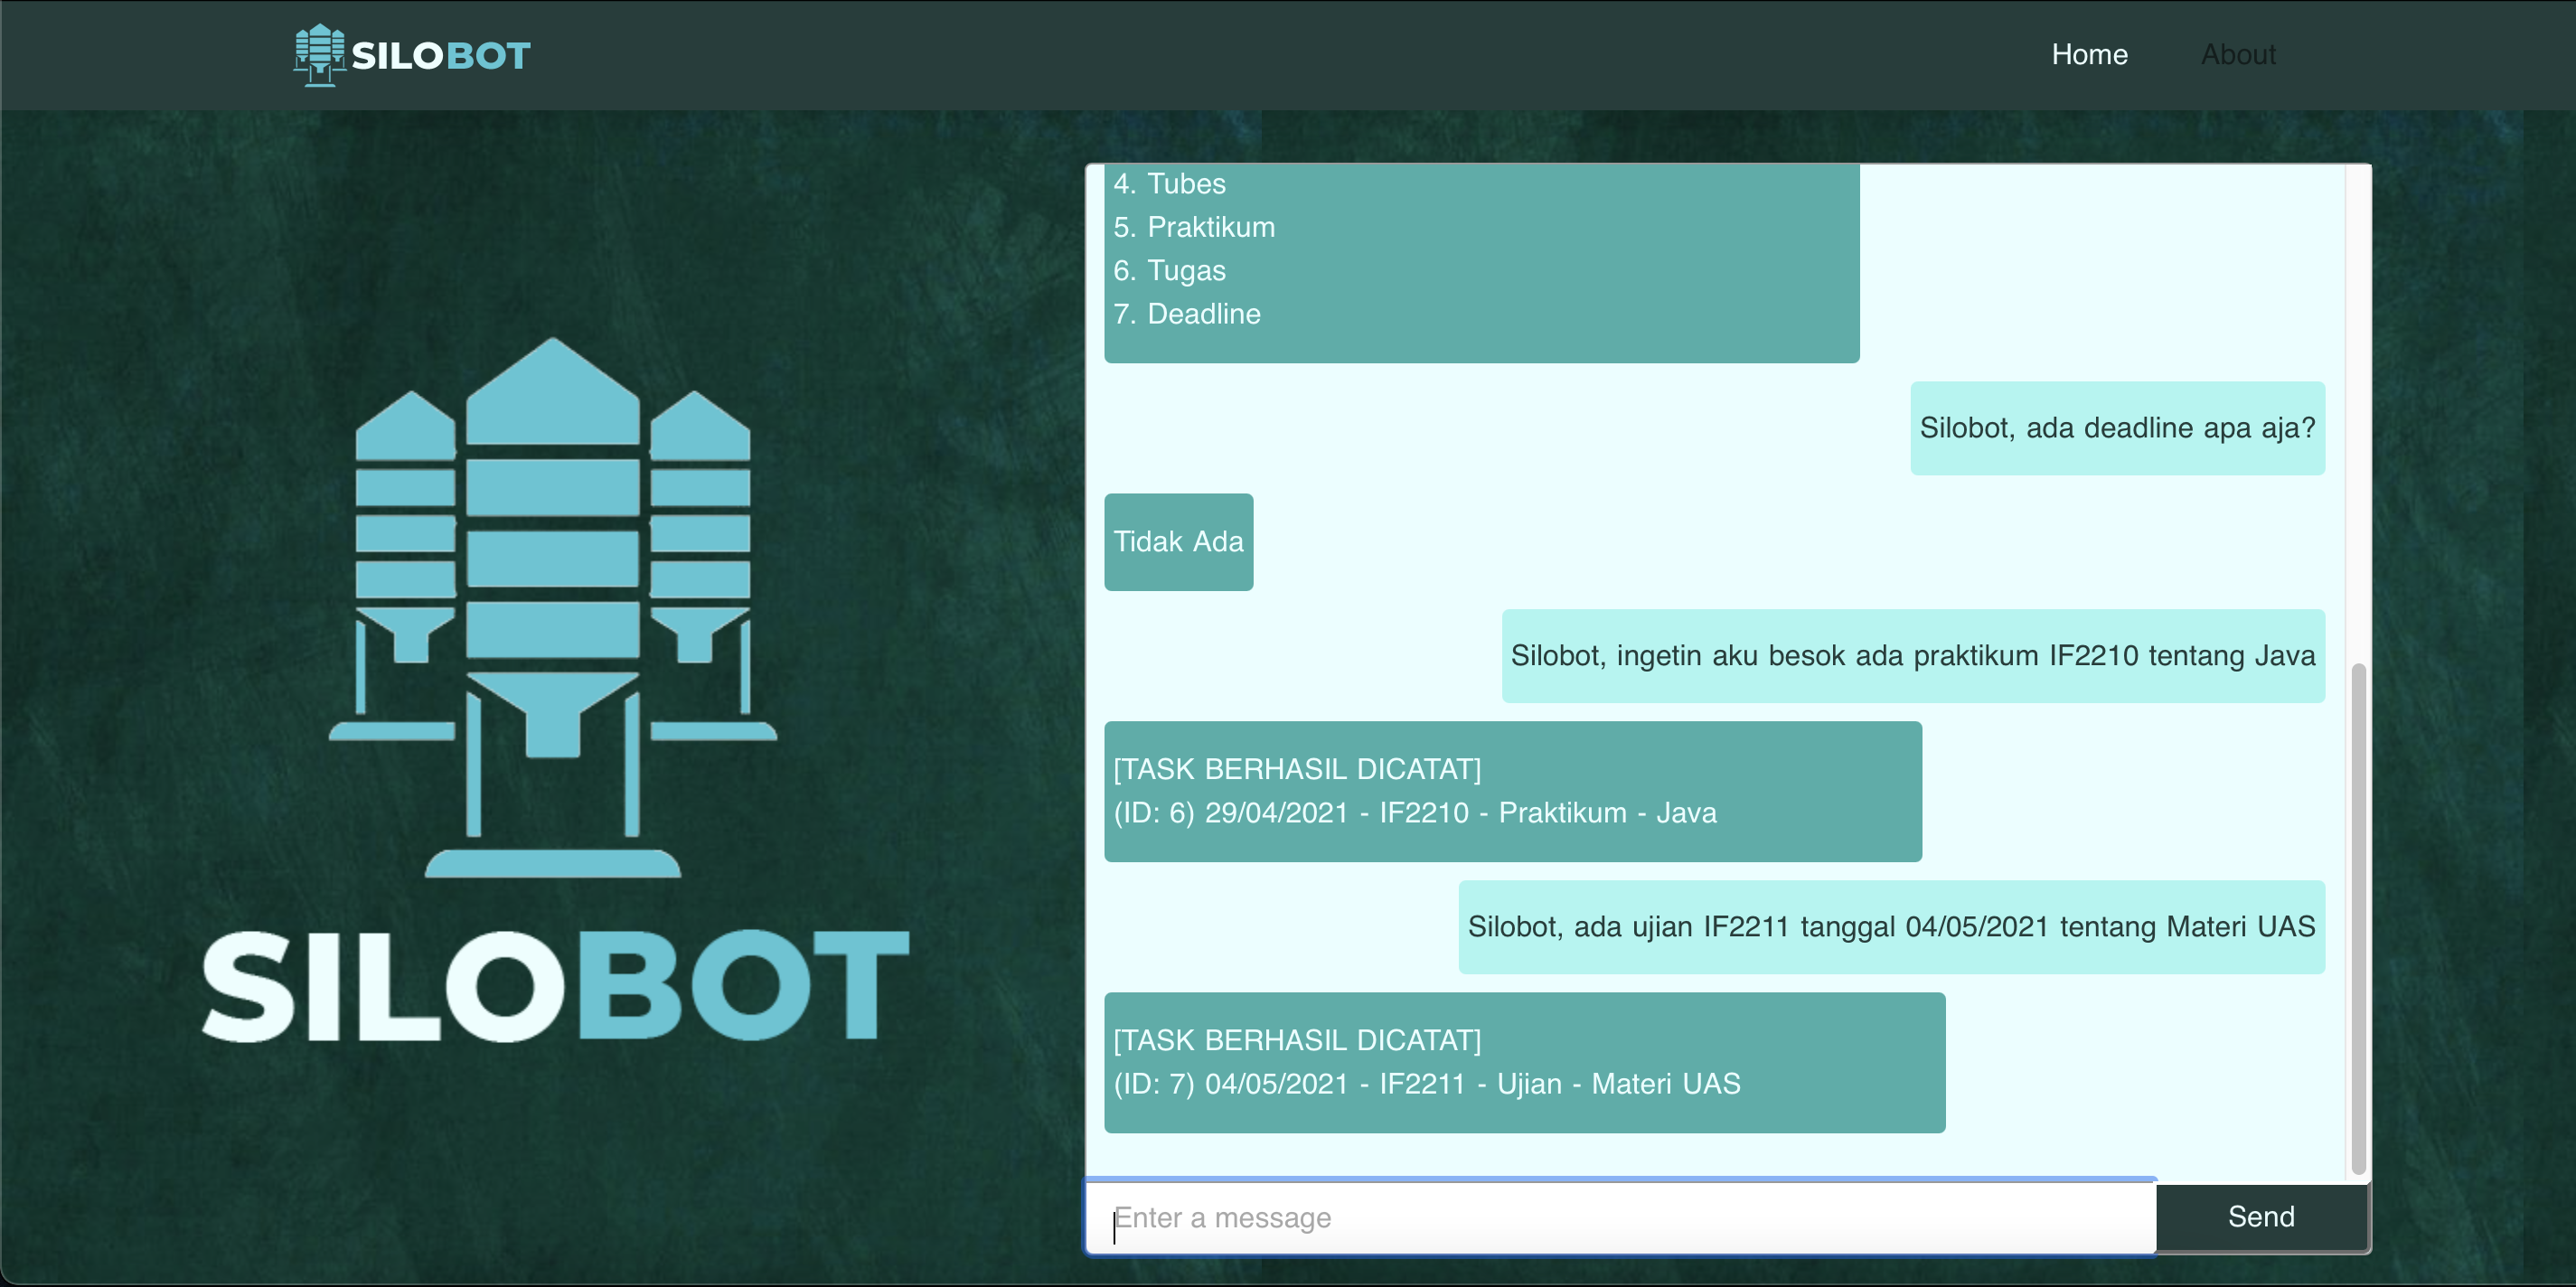 SILOBOT
Home
About
4. Tubes
5. Praktikum
6. Tugas
7. Deadline
Silobot, ada deadline apa aja?
Tidak Ada
Silobot, ingetin aku besok ada praktikum IF2210 tentang Java
[TASK BERHASIL DICATAT]
(ID: 6) 29/04/2021 - IF2210 - Praktikum - Java
Silobot, ada ujian IF2211 tanggal 04/05/2021 tentang Materi UAS
[TASK BERHASIL DICATAT]
(ID: 7) 04/05/2021 - IF2211 - Ujian - Materi UAS
Enter a message
Send
SILOBOT